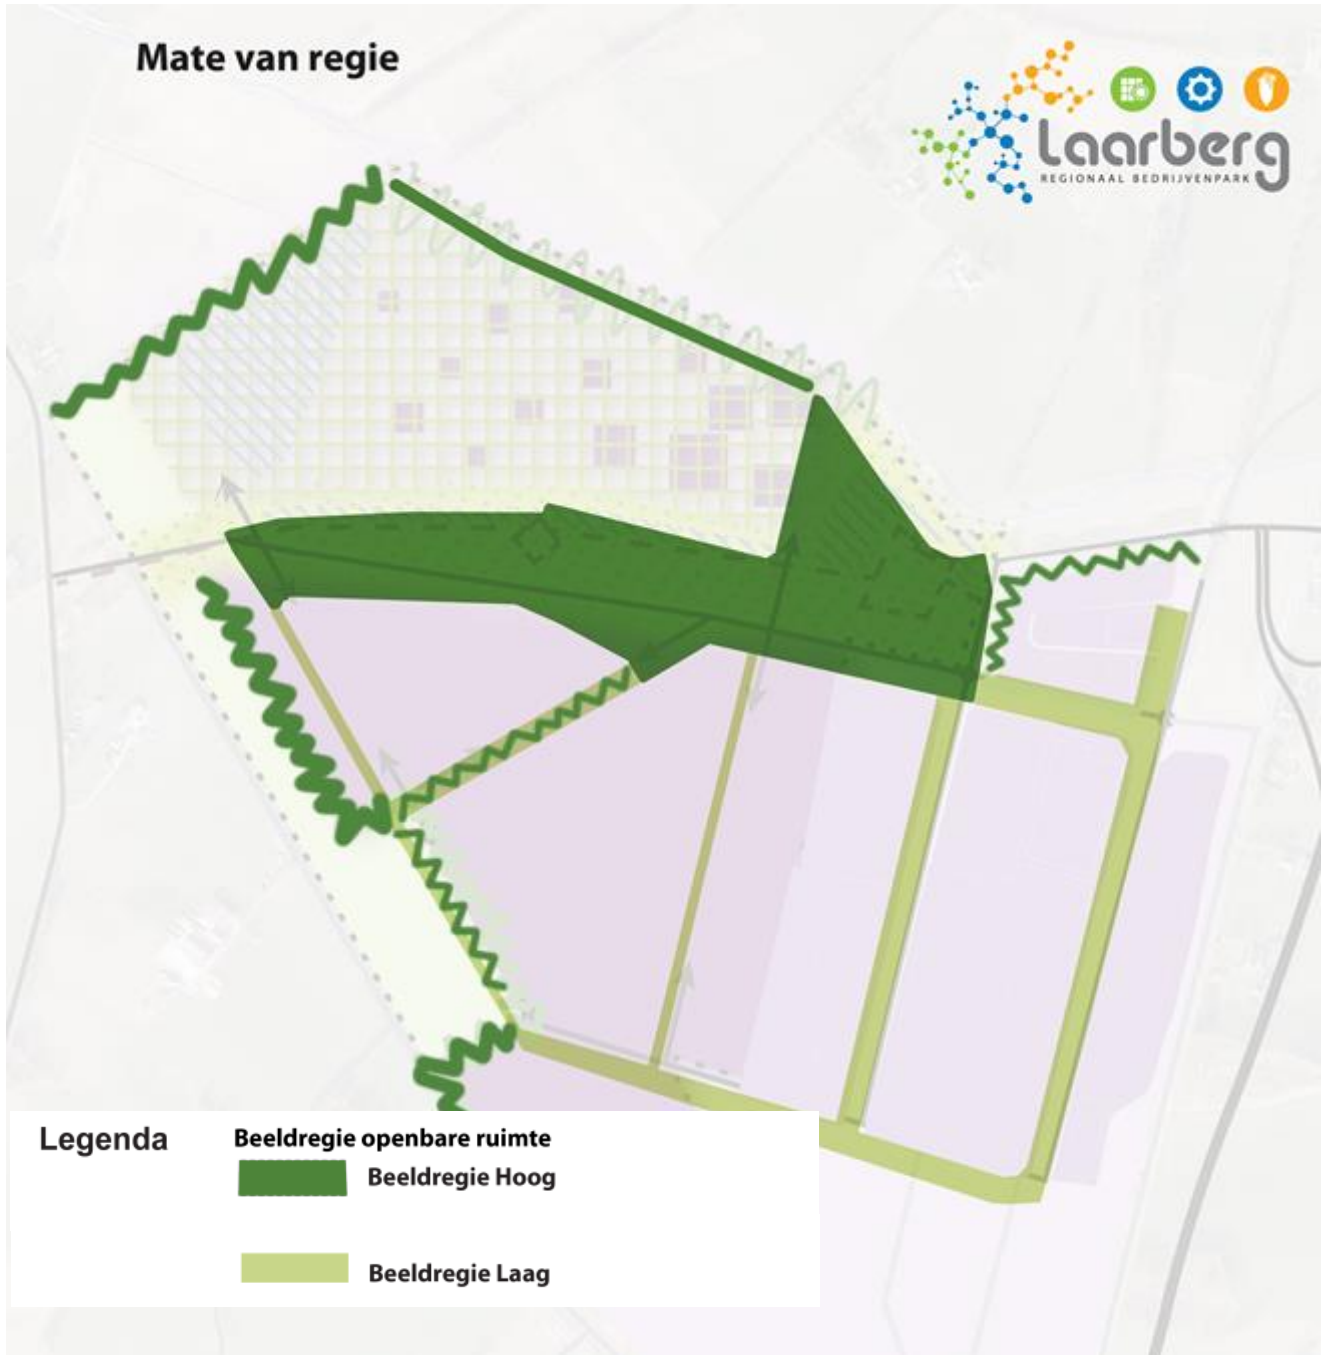 Mate van regie
Laarberg
REGIONAAL BEDRIJVENPARK
Legenda
Beeldregie openbare ruimte
Beeldregie Hoog
Beeldregie Laag